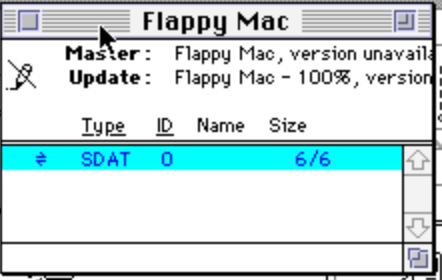 Flappy Mac
Master: Flappy Mac, version unavaila
Update: Flappy Mac - 100%, version
Type ID Name Size
SDAT 0 6/6